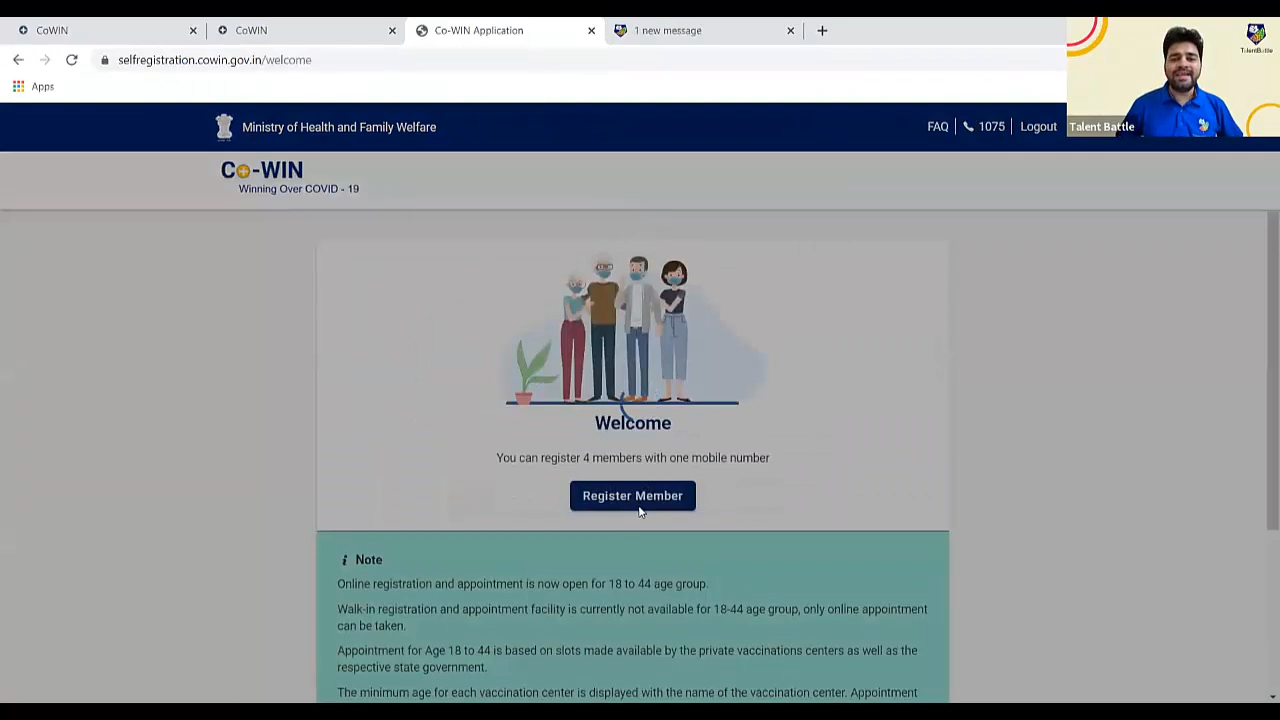 CoWIN
CoWIN
Co-WIN Application
1 new message
selfregistration.cowin.gov.in/welcome
Apps
TalentBattle
Talent Battle
Ministry of Health and Family Welfare
FAQ
1075
Logout
Co-WIN
Winning Over COVID - 19
Welcome
You can register 4 members with one mobile number
Register Member
i Note
Online registration and appointment is now open for 18 to 44 age group.
Walk-in registration and appointment facility is currently not available for 18-44 age group, only online appointment
can be taken.
Appointment for Age 18 to 44 is based on slots made available by the private vaccinations centers as well as the
respective state government.
The minimum age for each vaccination center is displayed with the name of the vaccination center. Appointment